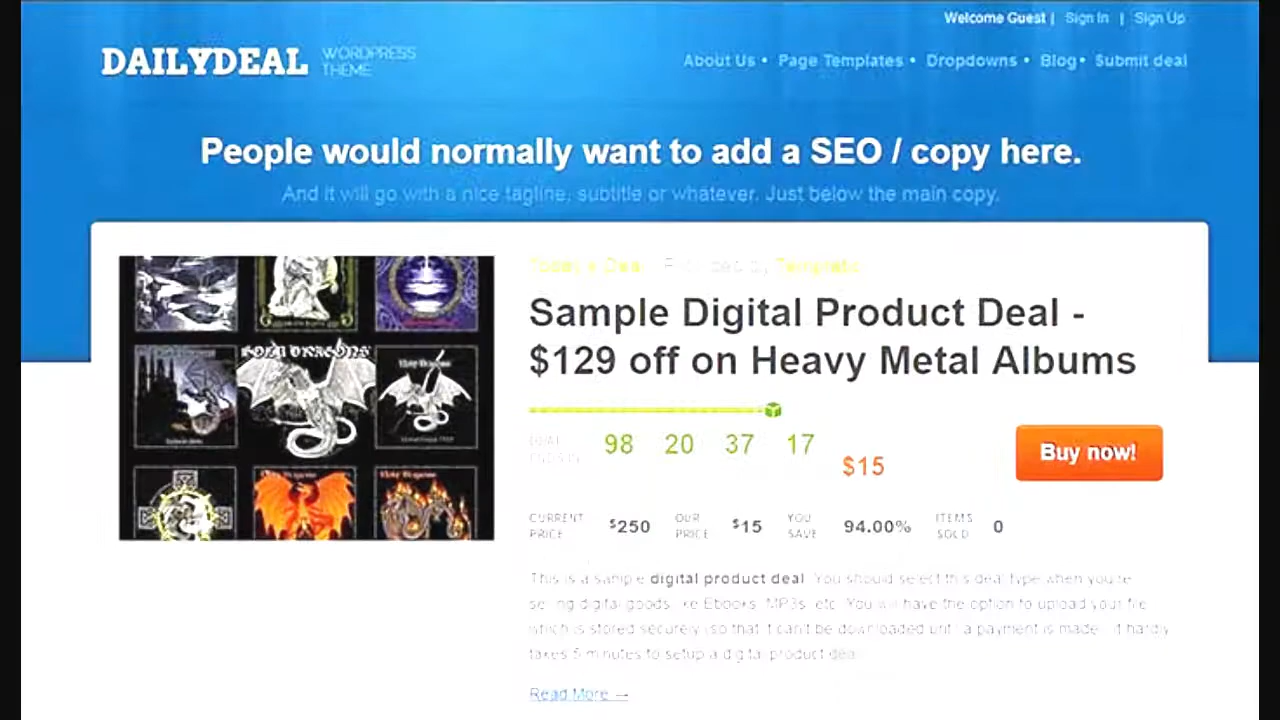 Welcome Guest | Sign In | Sign Up
DAILYDEAL WORDPRESS THEME
About Us • Page Templates • Dropdowns • Blog • Submit deal
People would normally want to add a SEO / copy here.
And it will go with a nice tagline, subtitle or whatever. Just below the main copy.
Today's Deal Provided by Templatic
Sample Digital Product Deal -
$129 off on Heavy Metal Albums
98 20 37 17
$15
Buy now!
CURRENT PRICE $250 OUR PRICE $15 YOU SAVE 94.00% ITEMS SOLD 0
This is a sample digital product deal. You should select this deal type when you're
selling digital goods like Ebooks, MP3s, etc. You will have the option to upload your file
which is stored securely (so that it can't be downloaded until a payment is made). It hardly
takes 5 minutes to setup a digital product deal.
Read More →